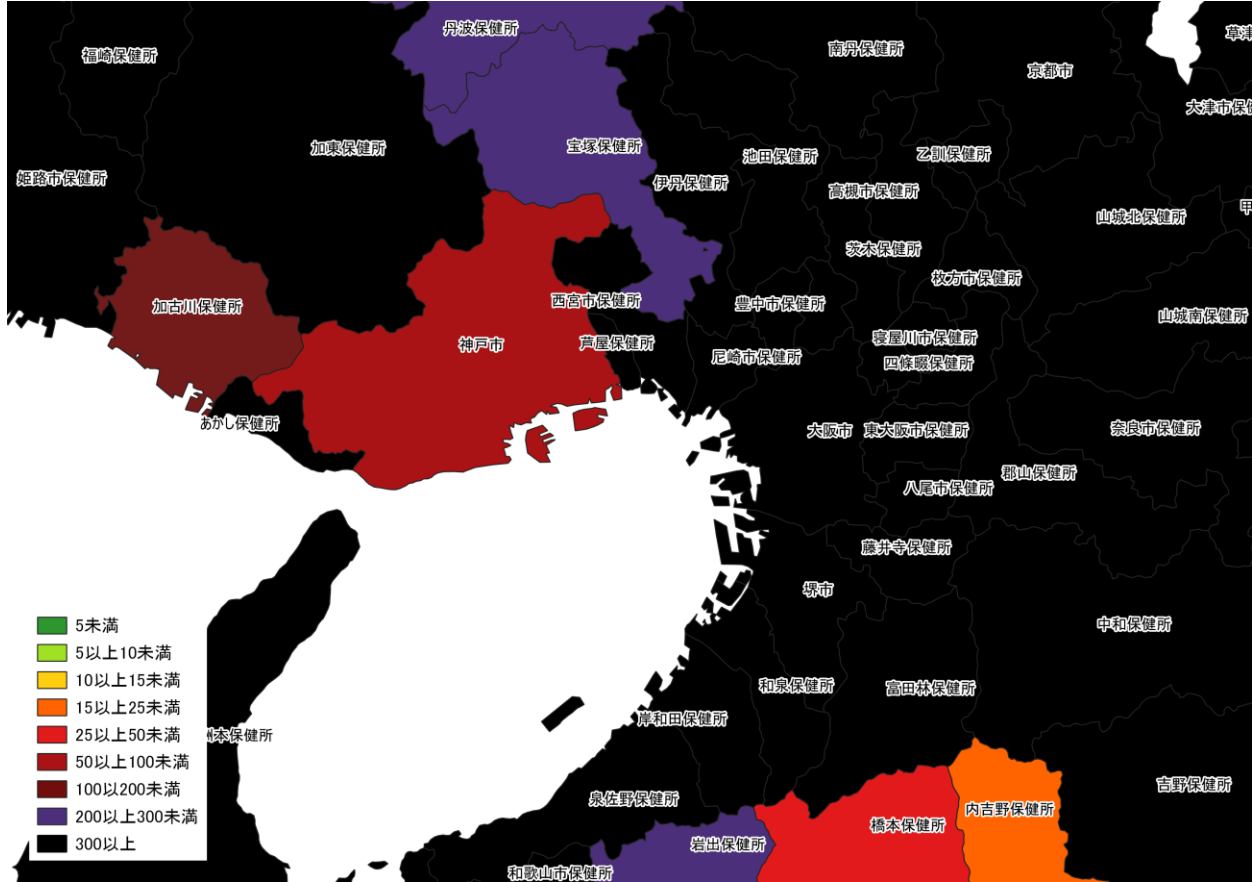 丹波保健所
草津
福崎保健所
南丹保健所
京都市
大津市保健
加東保健所
宝塚保健所
池田保健所
乙訓保健所
姫路市保健所
伊丹保健所
高槻市保健所
甲
山城北保健所
茨木保健所
枚方市保健所
加古川保健所
西宮市保健所
豊中市保健所
山城南保健所
神戸市
芦屋保健所
寝屋川市保健所
尼崎市保健所
四條畷保健所
あかし保健所
大阪市
東大阪市保健所
奈良市保健所
郡山保健所
八尾市保健所
藤井寺保健所
堺市
中和保健所
5未満
5以上10未満
和泉保健所
富田林保健所
10以上15未満
15以上25未満
岸和田保健所
本保健所
25以上50未満
50以上100未満
吉野保健所
100以200未満
泉佐野保健所
内吉野保健所
200以上300未満
橋本保健所
300以上
岩出保健所
和歌山市保健所